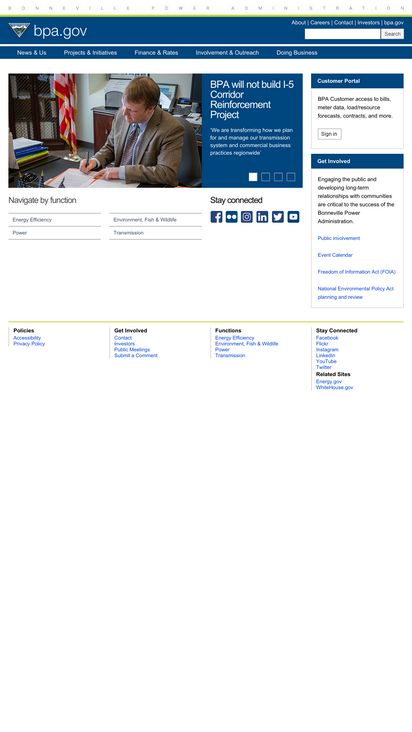 BONNEVILLE POWER ADMINISTRATION
About | Careers | Contact | Investors | bpa.gov
bpa.gov
Search
News & Us
Projects & Initiatives
Finance & Rates
Involvement & Outreach
Doing Business
BPA will not build I-5
Corridor
Reinforcement
Project
'We are transforming how we plan
for and manage our transmission
system and commercial business
practices regionwide'
Customer Portal
BPA Customer access to bills,
meter data, load/resource
forecasts, contracts, and more.
Sign in
Get Involved
Engaging the public and
developing long-term
relationships with communities
are critical to the success of the
Bonneville Power
Administration.
Public involvement
Event Calendar
Freedom of Information Act (FOIA)
National Environmental Policy Act
planning and review
Navigate by function
Energy Efficiency
Environment, Fish & Wildlife
Power
Transmission
Stay connected
Policies
Accessibility
Privacy Policy
Get Involved
Contact
Investors
Public Meetings
Submit a Comment
Functions
Energy Efficiency
Environment, Fish & Wildlife
Power
Transmission
Stay Connected
Facebook
Flickr
Instagram
LinkedIn
YouTube
Twitter
Related Sites
Energy.gov
WhiteHouse.gov